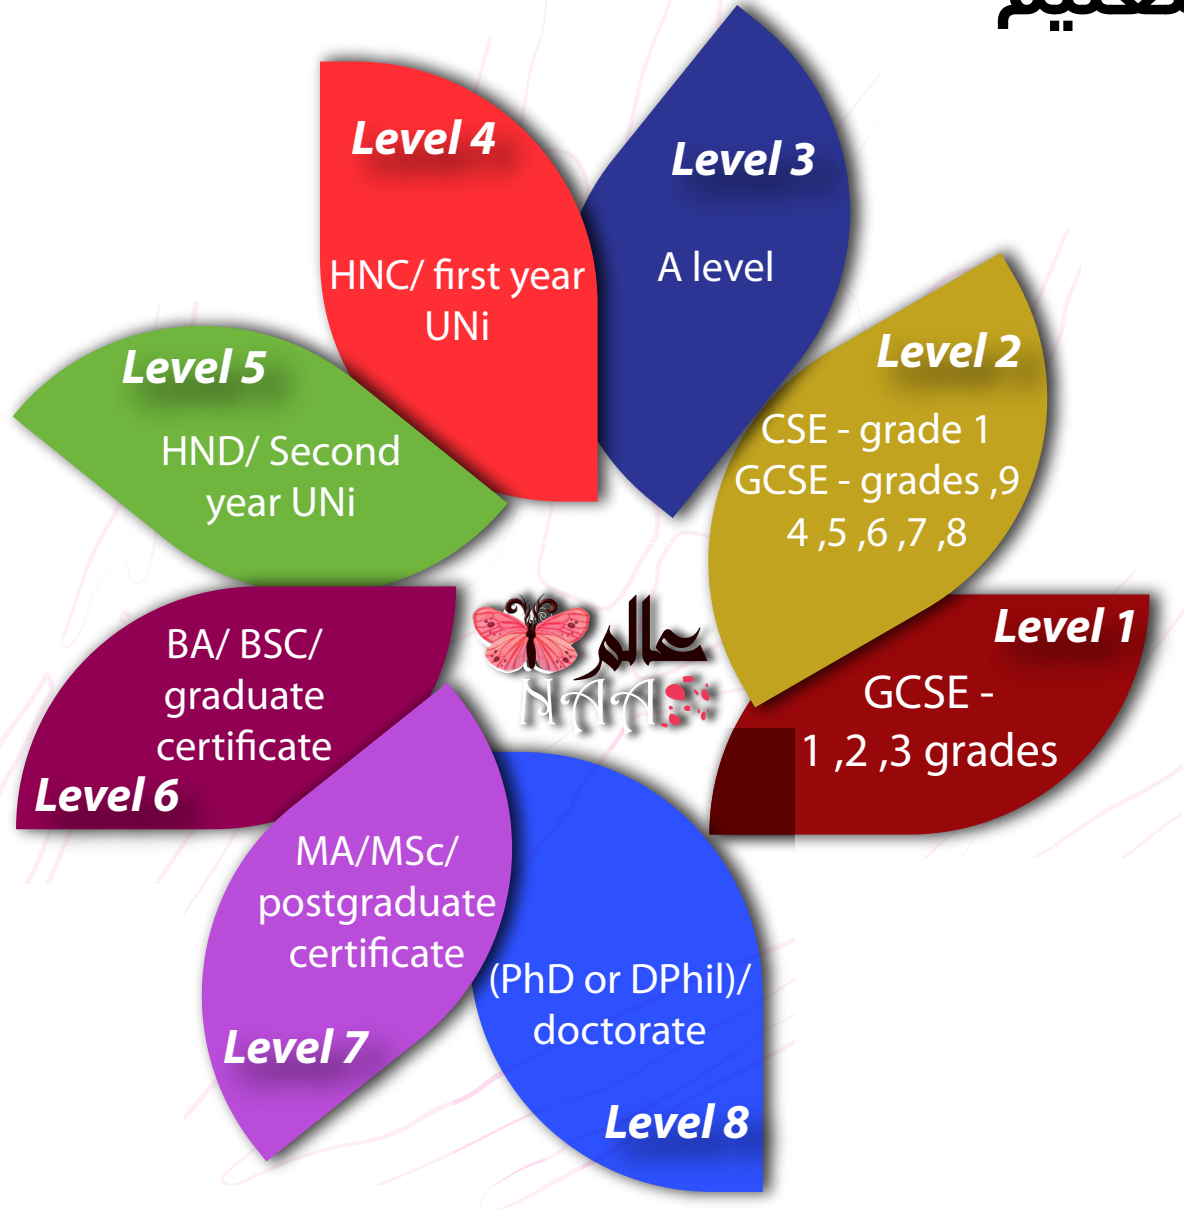 Level 1
GCSE -
1 ,2 ,3 grades
Level 2
CSE - grade 1
GCSE - grades ,9
4 ,5 ,6 ,7 ,8
Level 3
A level
Level 4
HNC/ first year
UNi
Level 5
HND/ Second
year UNi
BA/ BSC/
graduate
certificate
Level 6
MA/MSc/
postgraduate
certificate
Level 7
(PhD or DPhil)/
doctorate
Level 8
عالم
NAA